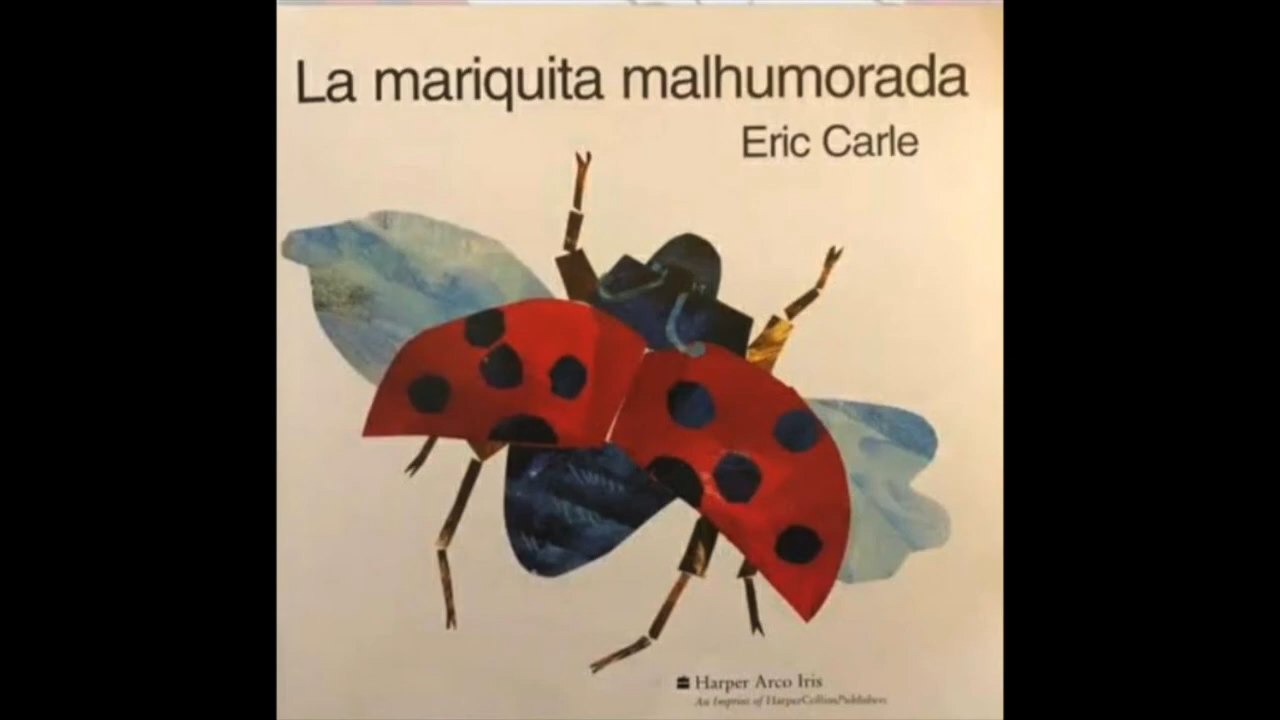 La mariquita malhumorada
Eric Carle
Harper Arco Iris
An Imprint of HarperCollinsPublishers